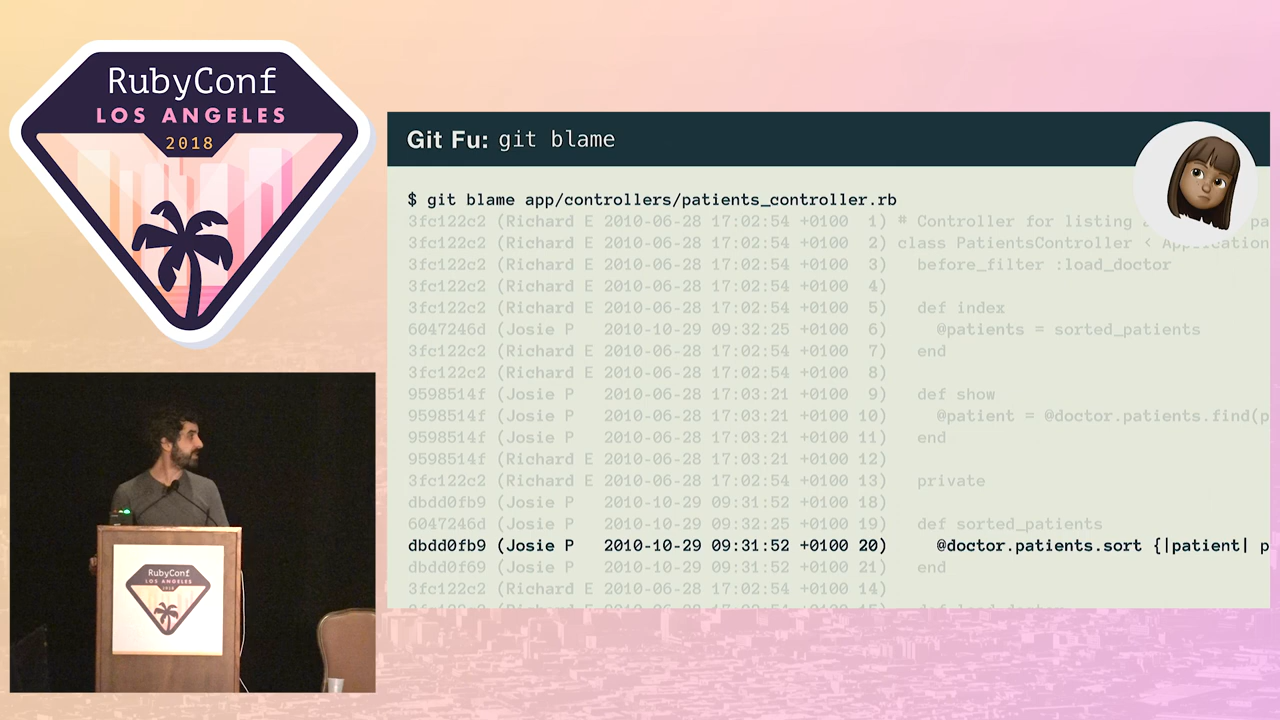 RubyConf
LOS ANGELES
2018
Git Fu: git blame
$ git blame app/controllers/patients_controller.rb
3fc122c2 (Richard E 2010-06-28 17:02:54 +0100  1) # Controller for listing pa
3fc122c2 (Richard E 2010-06-28 17:02:54 +0100  2) class PatientsController < Application
3fc122c2 (Richard E 2010-06-28 17:02:54 +0100  3)   before_filter :load_doctor
3fc122c2 (Richard E 2010-06-28 17:02:54 +0100  4)
3fc122c2 (Richard E 2010-06-28 17:02:54 +0100  5)   def index
6047246d (Josie P   2010-10-29 09:32:25 +0100  6)     @patients = sorted_patients
3fc122c2 (Richard E 2010-06-28 17:02:54 +0100  7)   end
3fc122c2 (Richard E 2010-06-28 17:02:54 +0100  8)
9598514f (Josie P   2010-06-28 17:03:21 +0100  9)   def show
9598514f (Josie P   2010-06-28 17:03:21 +0100 10)     @patient = @doctor.patients.find(p
9598514f (Josie P   2010-06-28 17:03:21 +0100 11)   end
9598514f (Richard E 2010-06-28 17:03:21 +0100 12)
3fc122c2 (Richard E 2010-06-28 17:02:54 +0100 13)   private
dbdd0fb9 (Josie P   2010-10-29 09:31:52 +0100 18)
6047246d (Josie P   2010-10-29 09:32:25 +0100 19)   def sorted_patients
dbdd0fb9 (Josie P   2010-10-29 09:31:52 +0100 20)     @doctor.patients.sort {|patient| p
dbdd0f69 (Josie P   2010-10-29 09:31:52 +0100 21)   end
3fc122c2 (Richard E 2010-06-28 17:02:54 +0100 14)
RubyConf
LOS ANGELES
2018